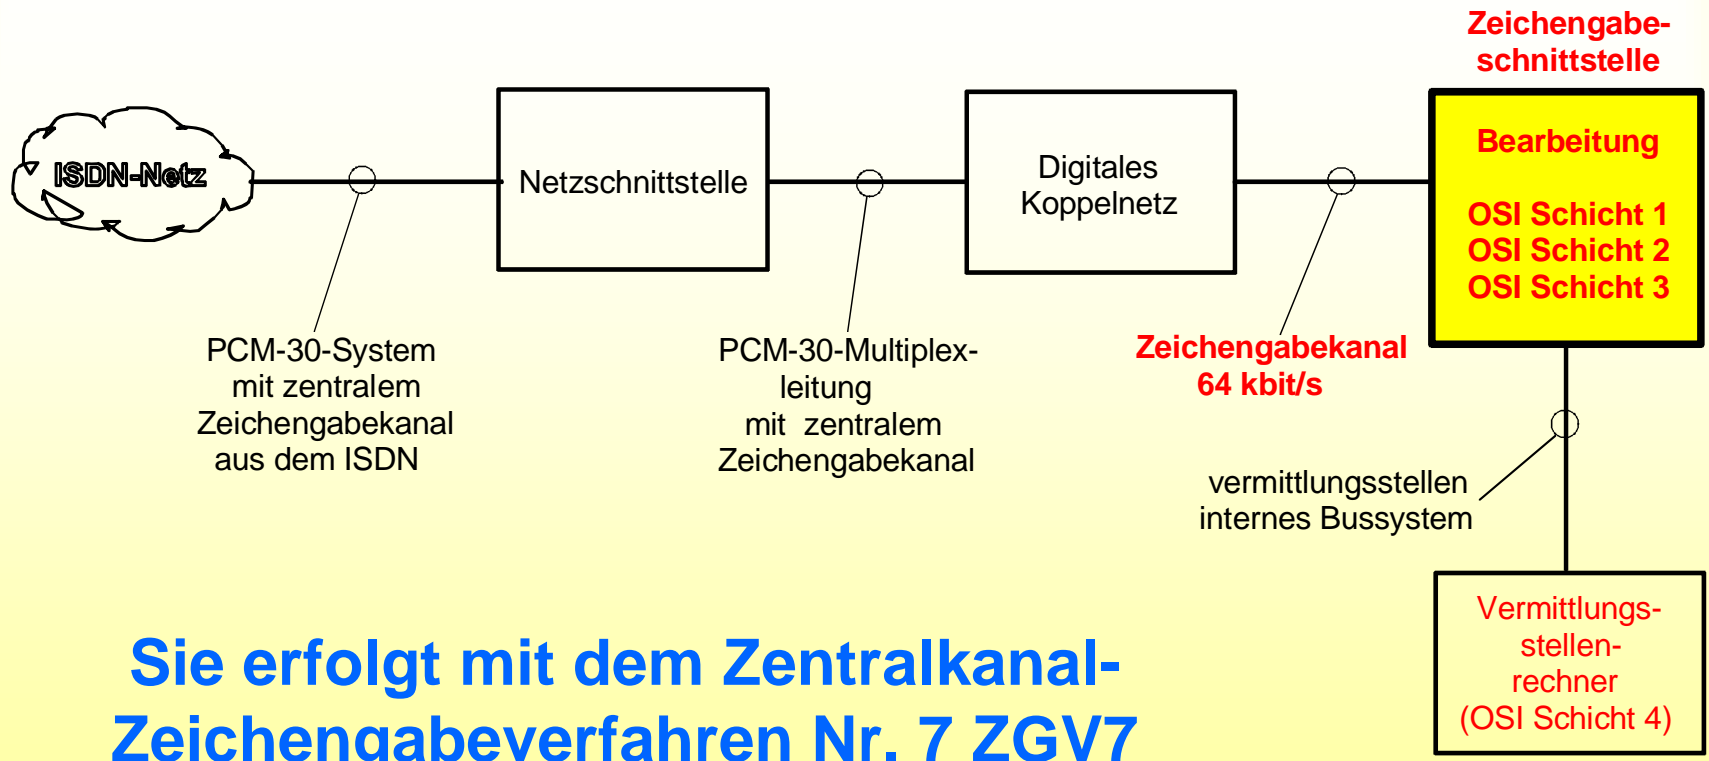 Zeichengabe-
schnittstelle
ISDN-Netz
Netzschnittstelle
Digitales
Koppelnetz
Bearbeitung
OSI Schicht 1
OSI Schicht 2
OSI Schicht 3
PCM-30-System
mit zentralem
Zeichengabekanal
aus dem ISDN
PCM-30-Multiplex-
leitung
mit zentralem
Zeichengabekanal
Zeichengabekanal
64 kbit/s
vermittlungsstellen
internes Bussystem
Vermittlungs-
stellen-
rechner
(OSI Schicht 4)
Sie erfolgt mit dem Zentralkanal-
Zeichengabeverfahren Nr. 7 ZGV7